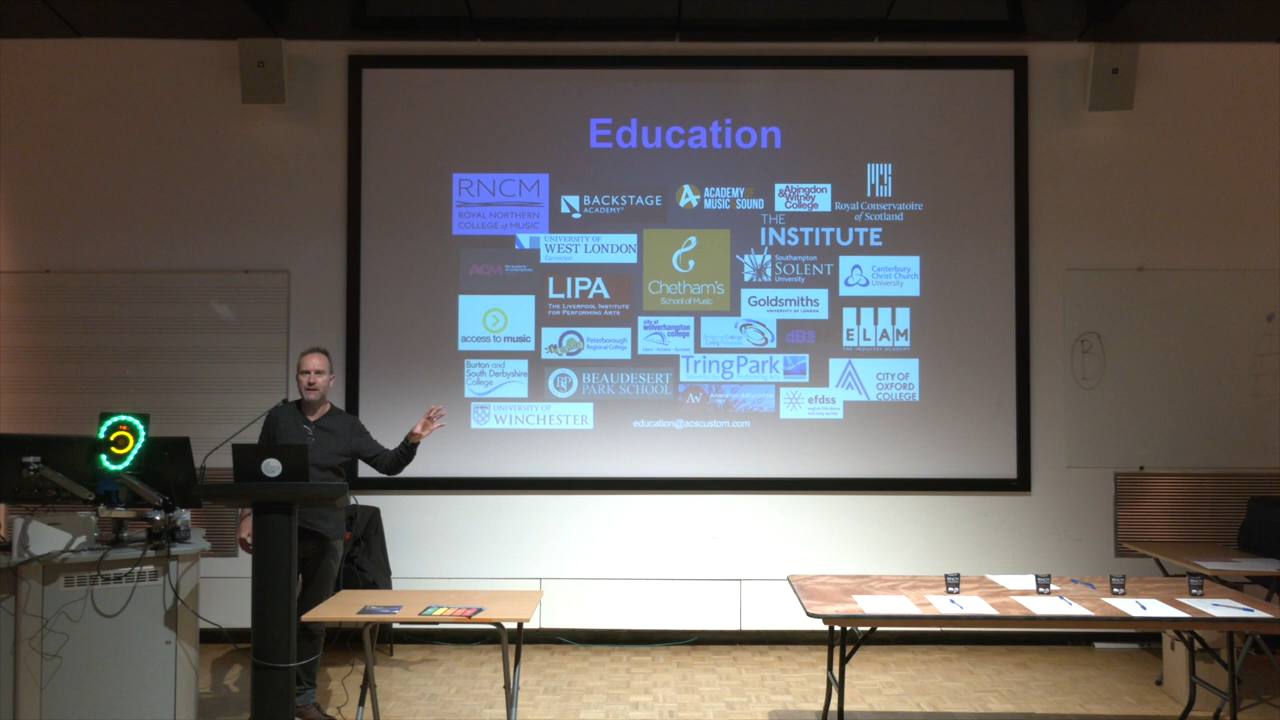 Education
RNCM
ROYAL NORTHERN
COLLEGE of MUSIC
BACKSTAGE
ACADEMY
ACADEMY OF
MUSIC SOUND
Abingdon
& Witney
College
Royal Conservatoire
of Scotland
THE
INSTITUTE
UNIVERSITY OF
WEST LONDON
ACM
LIPA
THE LIVERPOOL INSTITUTE
FOR PERFORMING ARTS
Chetham's
School of Music
Southampton
SOLENT
University
Canterbury
Christ Church
University
Goldsmiths
UNIVERSITY OF LONDON
access to music
Peterborough
Regional College
city of
wolverhampton
college
dBs
ELAM
THE INDUSTRY ACADEMY
Burton and
South Derbyshire
College
BP
BEAUDESERT
PARK SCHOOL
TringPark
CITY OF
OXFORD
COLLEGE
efdss
UNIVERSITY OF
WINCHESTER
education@acscustom.com
B